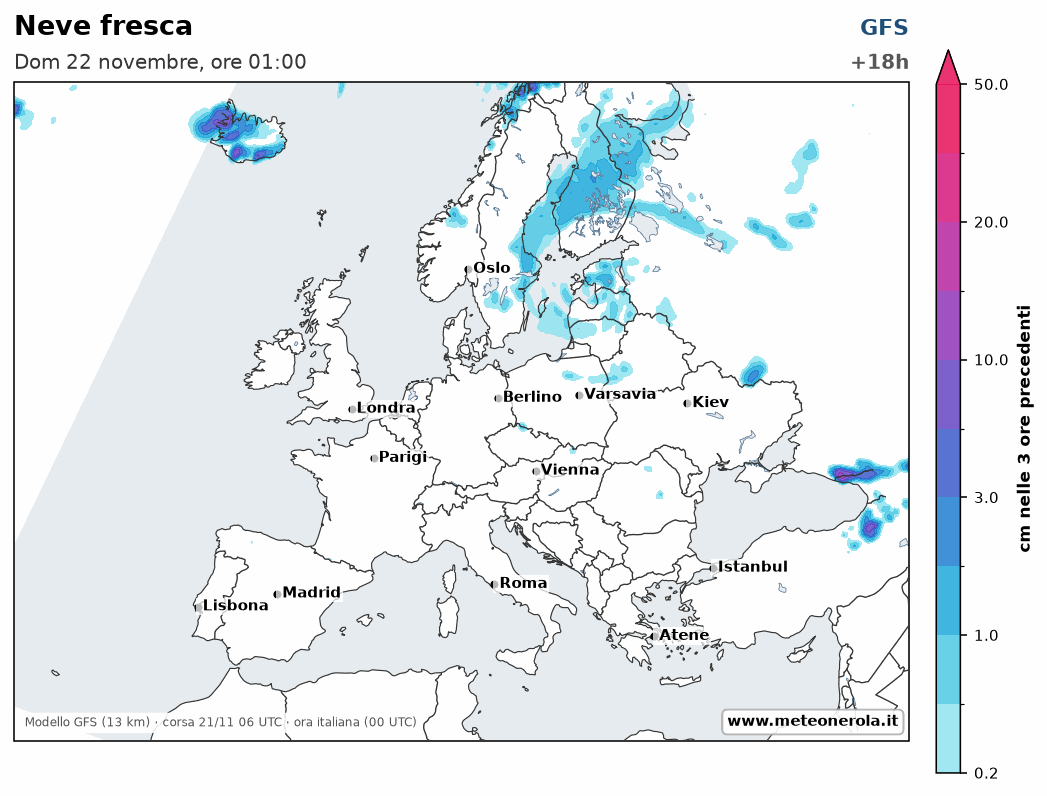 Neve fresca
GFS
Dom 22 novembre, ore 01:00
+18h
50.0
20.0
10.0
3.0
1.0
0.2
cm nelle 3 ore precedenti
Oslo
Londra
Berlino
Varsavia
Kiev
Parigi
Vienna
Istanbul
Roma
Madrid
Lisbona
Atene
Modello GFS (13 km) · corsa 21/11 06 UTC · ora italiana (00 UTC)
www.meteonerola.it